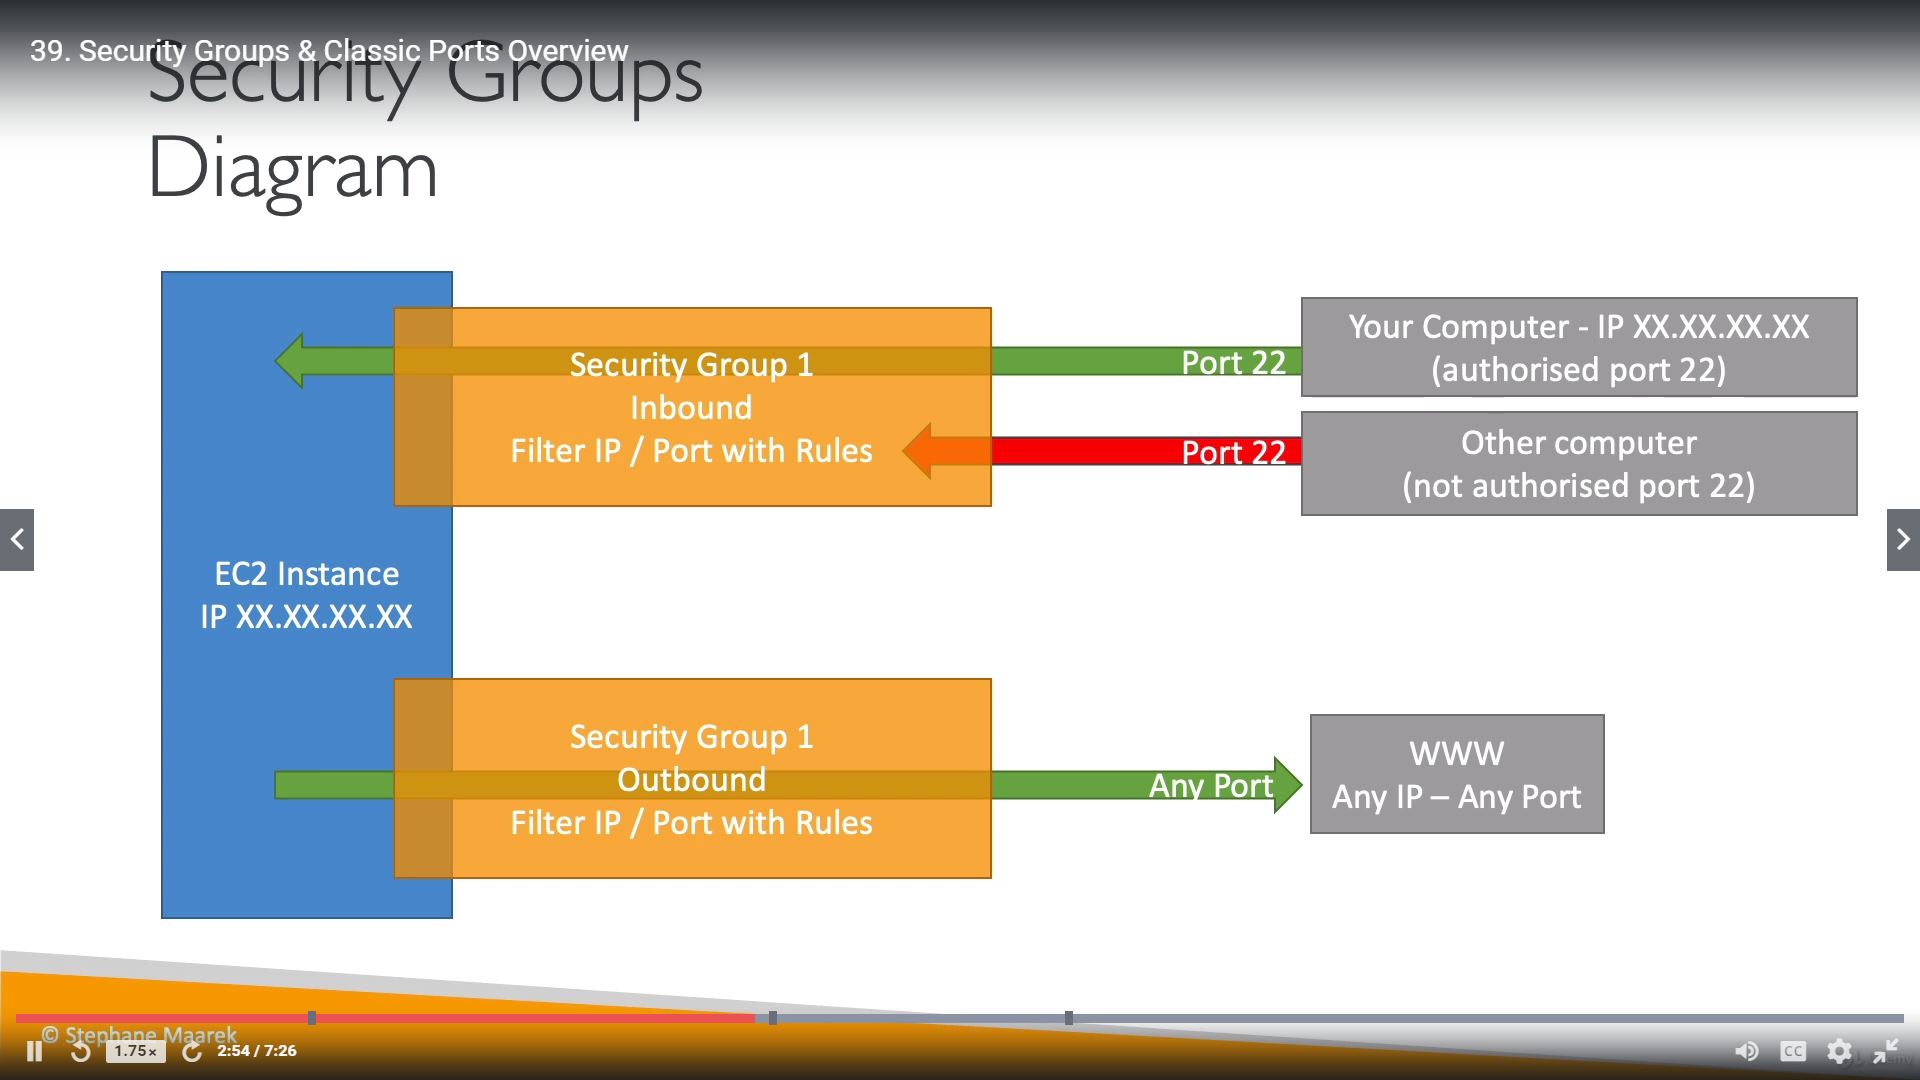 39. Security Groups & Classic Ports Overview
Security Groups
Diagram
Your Computer - IP XX.XX.XX.XX
(authorised port 22)
Port 22
Security Group 1
Inbound
Filter IP / Port with Rules
Port 22
Other computer
(not authorised port 22)
EC2 Instance
IP XX.XX.XX.XX
Security Group 1
Outbound
Filter IP / Port with Rules
Any Port
WWW
Any IP – Any Port
© Stephane Maarek
1.75×
2:54 / 7:26
CC